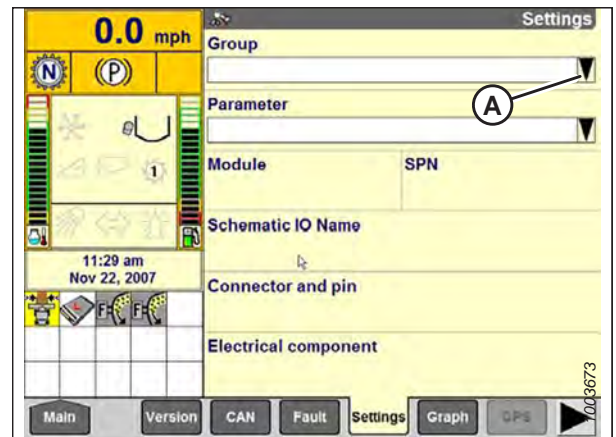 0.0 mph
N (P)
1
11:29 am
Nov 22, 2007
F F
Settings
Group
A
Parameter
Module SPN
Schematic IO Name
Connector and pin
Electrical component
Main Version CAN Fault Settings Graph GPS
1003673